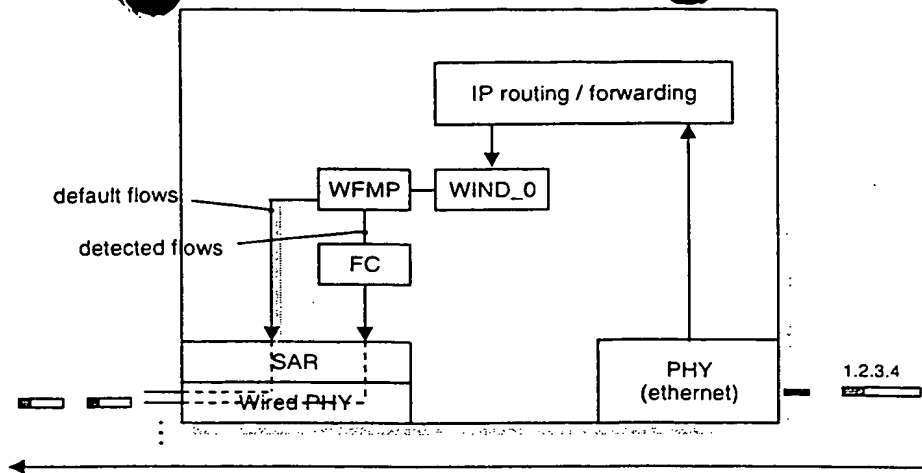 IP routing / forwarding
WFMP
WIND_0
default flows
detected flows
FC
SAR
Wired PHY
PHY
(ethernet)
1.2.3.4